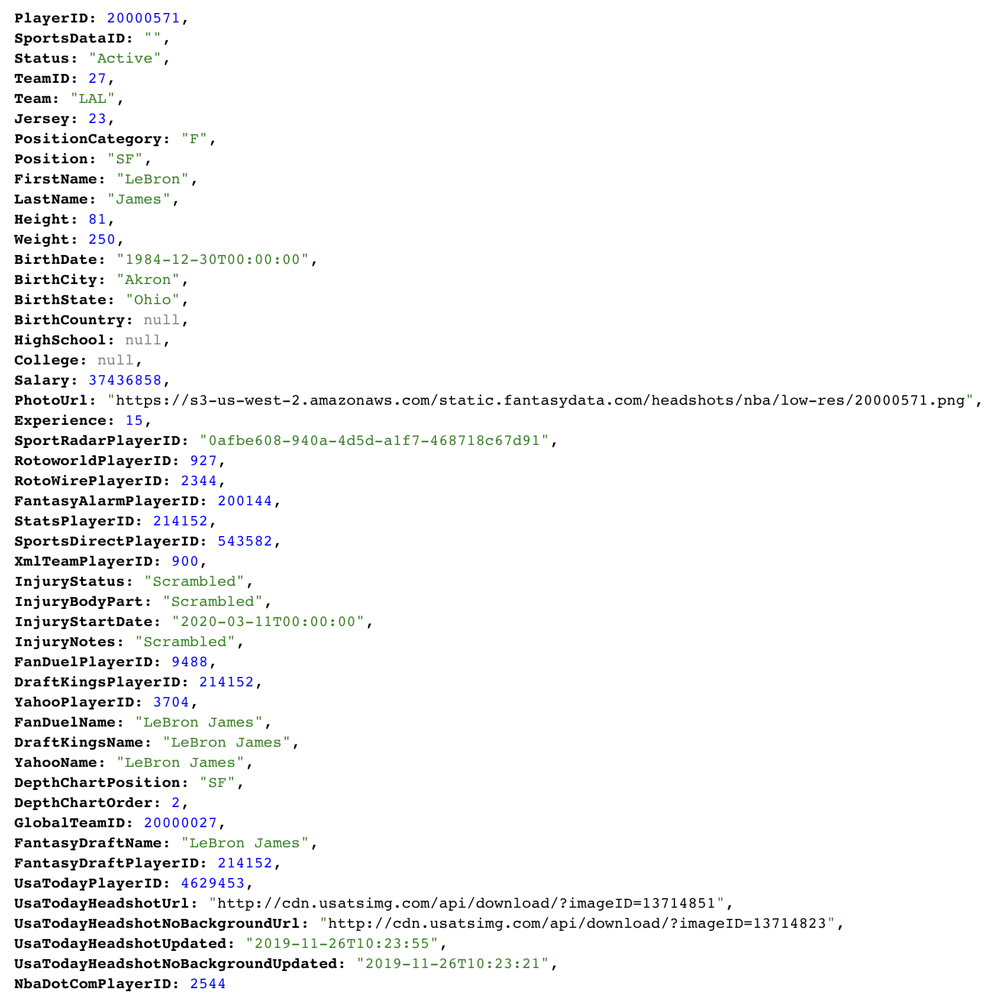 PlayerID: 20000571,
SportsDataID: "",
Status: "Active",
TeamID: 27,
Team: "LAL",
Jersey: 23,
PositionCategory: "F",
Position: "SF",
FirstName: "LeBron",
LastName: "James",
Height: 81,
Weight: 250,
BirthDate: "1984-12-30T00:00:00",
BirthCity: "Akron",
BirthState: "Ohio",
BirthCountry: null,
HighSchool: null,
College: null,
Salary: 37436858,
PhotoUrl: "https://s3-us-west-2.amazonaws.com/static.fantasydata.com/headshots/nba/low-res/20000571.png",
Experience: 15,
SportRadarPlayerID: "0afbe608-940a-4d5d-a1f7-468718c67d91",
RotoworldPlayerID: 927,
RotoWirePlayerID: 2344,
FantasyAlarmPlayerID: 200144,
StatsPlayerID: 214152,
SportsDirectPlayerID: 543582,
XmlTeamPlayerID: 900,
InjuryStatus: "Scrambled",
InjuryBodyPart: "Scrambled",
InjuryStartDate: "2020-03-11T00:00:00",
InjuryNotes: "Scrambled",
FanDuelPlayerID: 9488,
DraftKingsPlayerID: 214152,
YahooPlayerID: 3704,
FanDuelName: "LeBron James",
DraftKingsName: "LeBron James",
YahooName: "LeBron James",
DepthChartPosition: "SF",
DepthChartOrder: 2,
GlobalTeamID: 20000027,
FantasyDraftName: "LeBron James",
FantasyDraftPlayerID: 214152,
UsaTodayPlayerID: 4629453,
UsaTodayHeadshotUrl: "http://cdn.usatsimg.com/api/download/?imageID=13714851",
UsaTodayHeadshotNoBackgroundUrl: "http://cdn.usatsimg.com/api/download/?imageID=13714823",
UsaTodayHeadshotUpdated: "2019-11-26T10:23:55",
UsaTodayHeadshotNoBackgroundUpdated: "2019-11-26T10:23:21",
NbaDotComPlayerID: 2544